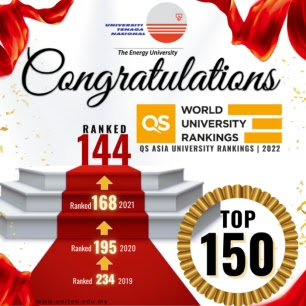 UNIVERSITI
TENAGA
NASIONAL
The Energy University
Congratulations
QS WORLD
UNIVERSITY
RANKINGS
QS ASIA UNIVERSITY RANKINGS | 2022
RANKED
144
Ranked 168 2021
Ranked 195 2020
Ranked 234 2019
TOP
150
www.uniten.edu.my